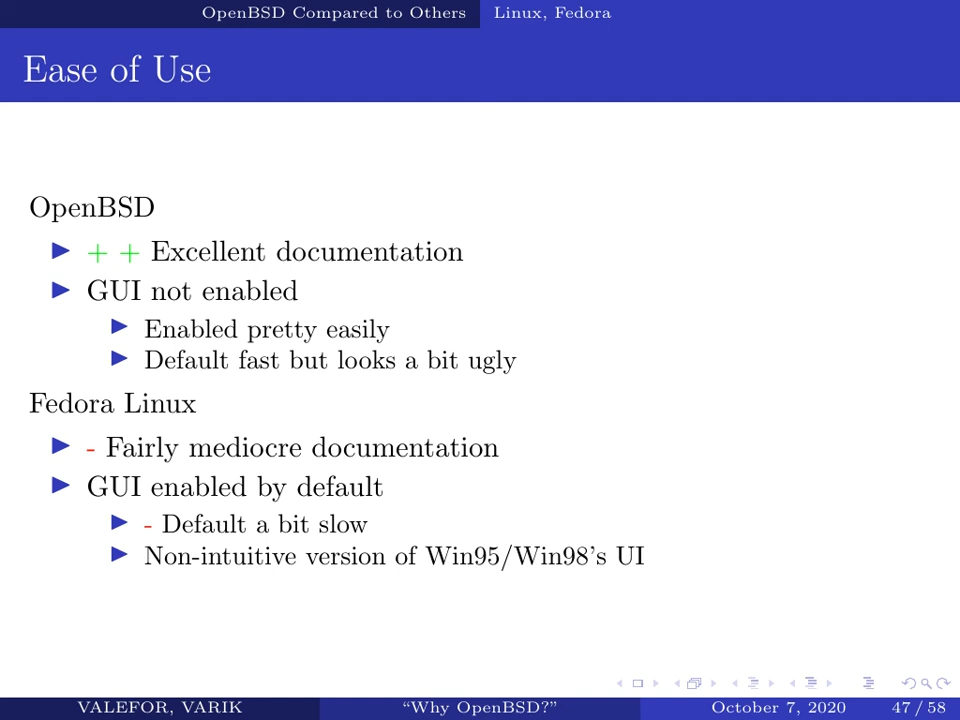 OpenBSD Compared to Others Linux, Fedora
Ease of Use
OpenBSD
+ + Excellent documentation
GUI not enabled
Enabled pretty easily
Default fast but looks a bit ugly
Fedora Linux
- Fairly mediocre documentation
GUI enabled by default
- Default a bit slow
Non-intuitive version of Win95/Win98's UI
VALEFOR, VARIK "Why OpenBSD?" October 7, 2020 47 / 58